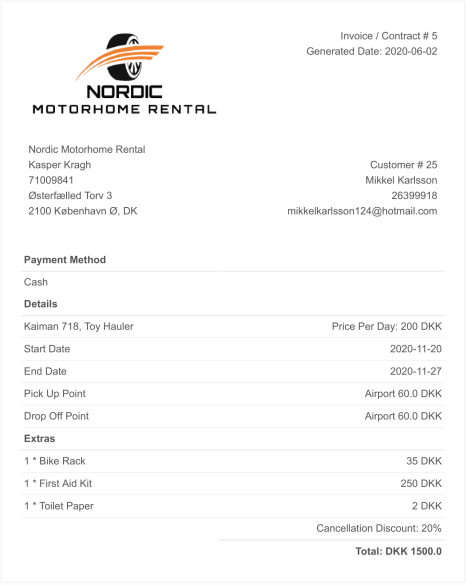 Invoice / Contract # 5
Generated Date: 2020-06-02
NORDIC
MOTORHOME RENTAL
Nordic Motorhome Rental
Kasper Kragh
71009841
Østerfælled Torv 3
2100 København Ø, DK
Customer # 25
Mikkel Karlsson
26399918
mikkelkarlsson124@hotmail.com
Payment Method
Cash
Details
Kaiman 718, Toy Hauler Price Per Day: 200 DKK
Start Date 2020-11-20
End Date 2020-11-27
Pick Up Point Airport 60.0 DKK
Drop Off Point Airport 60.0 DKK
Extras
1 * Bike Rack 35 DKK
1 * First Aid Kit 250 DKK
1 * Toilet Paper 2 DKK
Cancellation Discount: 20%
Total: DKK 1500.0